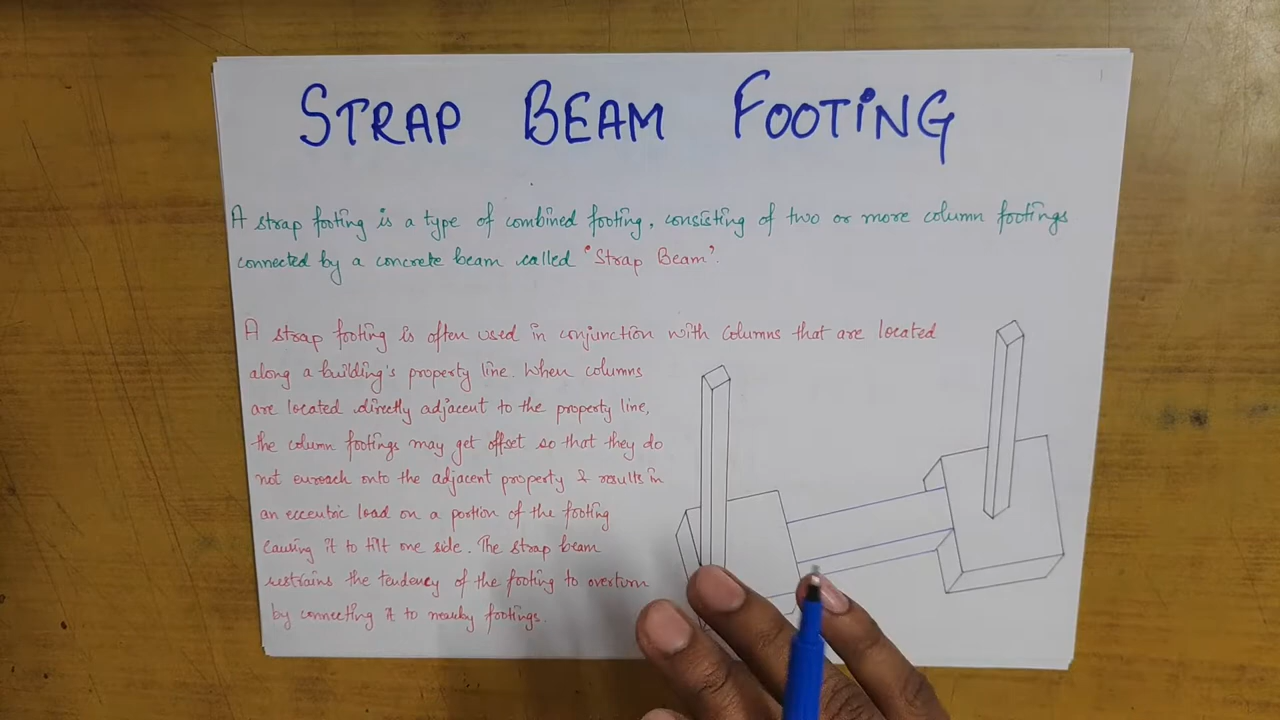 STRAP BEAM FOOTING
A strap footing is a type of combined footing, consisting of two or more column footings
connected by a concrete beam called 'Strap Beam'.
A strap footing is often used in conjunction with columns that are located
along a building's property line. When columns
are located directly adjacent to the property line,
the column footings may get offset so that they do
not euroach onto the adjacent property & results in
an eccentric load on a portion of the footing
causing it to tilt one side. The strap beam
restrains the tendency of the footing to overturn
by connecting it to nearby footings.